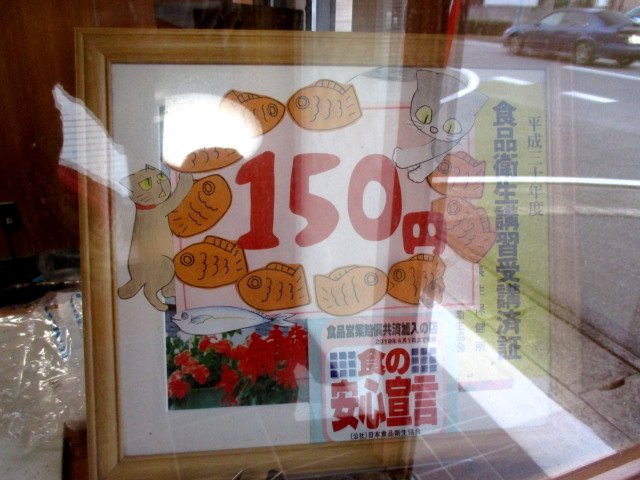 150円
食品衛生講習受講済証
平成三十年度
食品営業賠償共済加入の店
食の
安心宣言
(公社)日本食品衛生協会